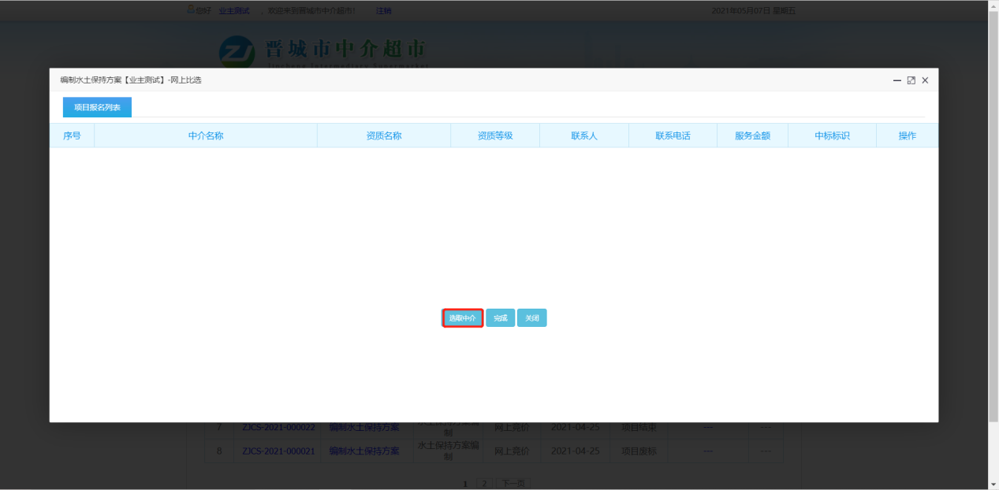 您好 业主测试 ，欢迎来到晋城市中介超市！ 注销 2021年05月07日 星期五
晋城市中介超市
Jincheng Intermediary Supermarket
编制水土保持方案【业主测试】-网上比选
项目报名列表
序号 中介名称 资质名称 资质等级 联系人 联系电话 服务金额 中标标识 操作
选取中介 完成 关闭
7 ZJCS-2021-000022 编制水土保持方案 制 网上竞价 2021-04-25 项目结束 --- ---
8 ZJCS-2021-000021 编制水土保持方案 水土保持方案编制 网上竞价 2021-04-25 项目废标 --- ---
1 2 下一页